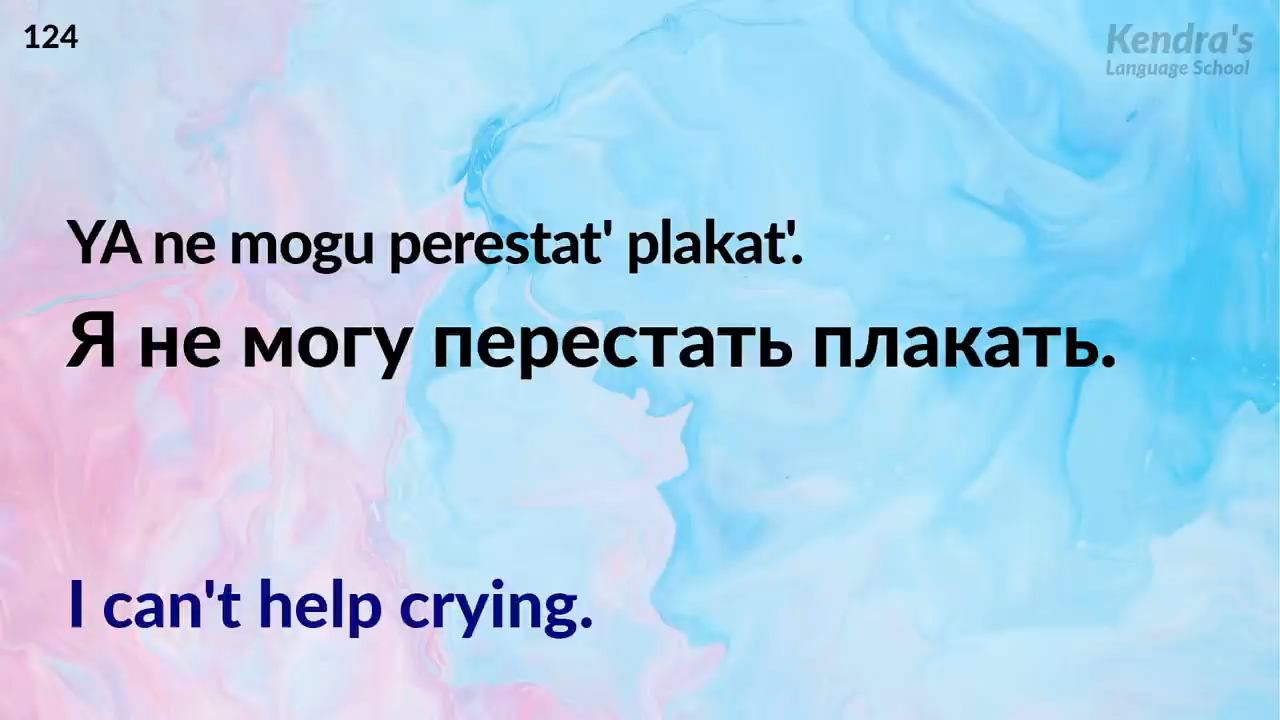 124
Kendra's
Language School
YA ne mogu perestat' plakat'.
Я не могу перестать плакать.
I can't help crying.